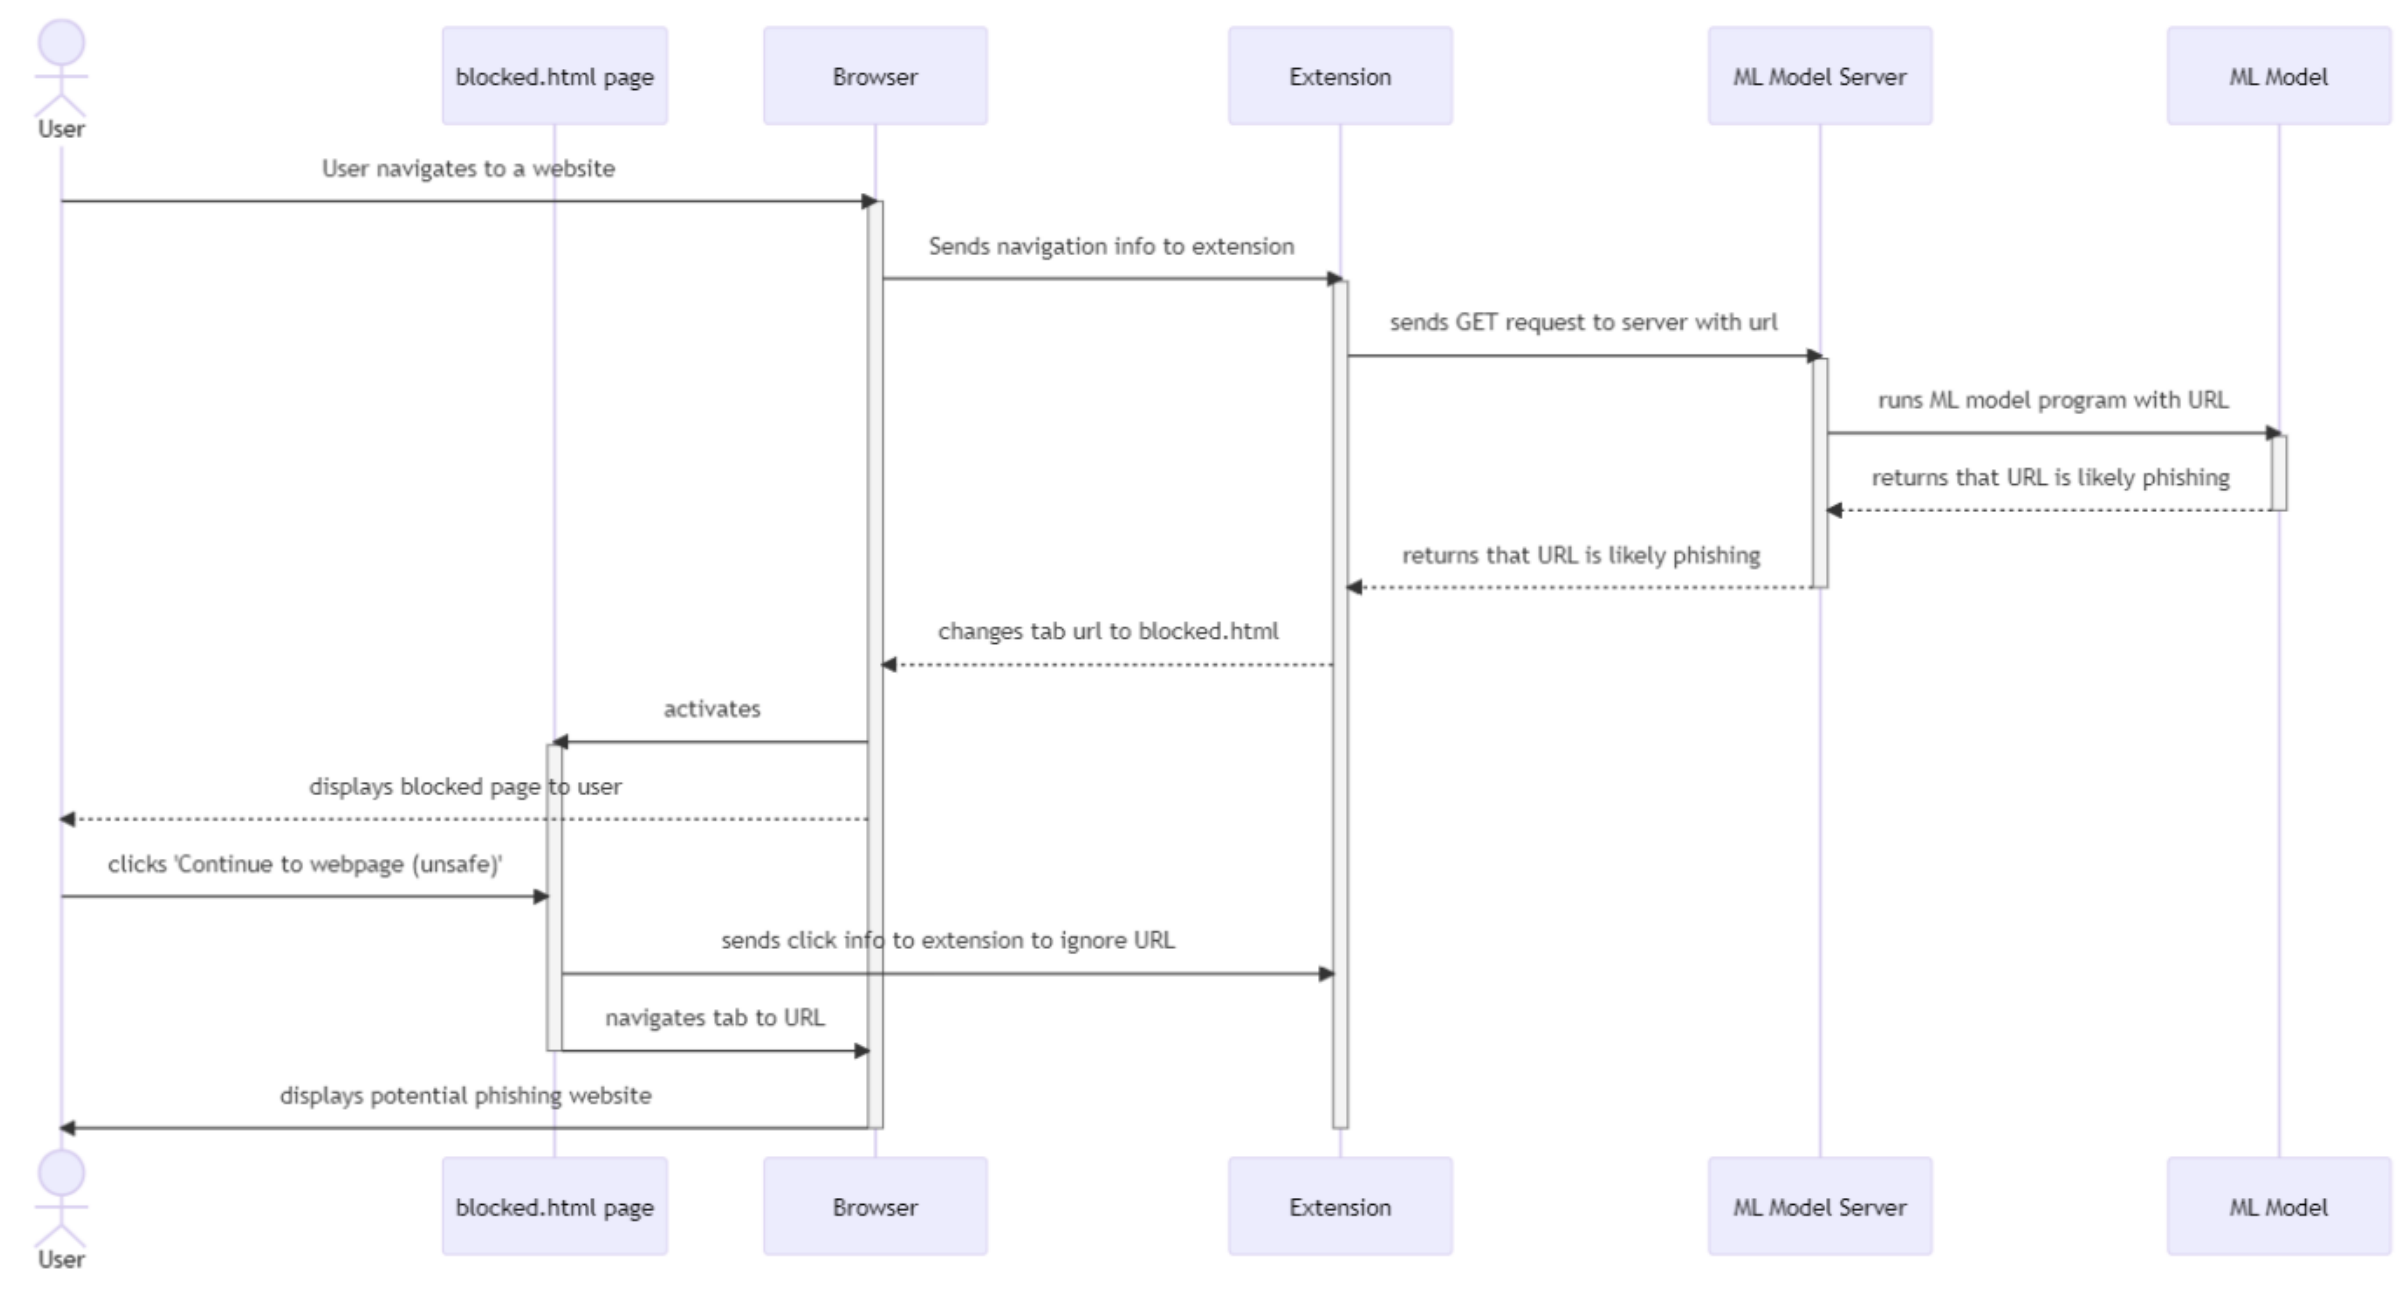 User
blocked.html page
Browser
Extension
ML Model Server
ML Model
User navigates to a website
Sends navigation info to extension
sends GET request to server with url
runs ML model program with URL
returns that URL is likely phishing
returns that URL is likely phishing
changes tab url to blocked.html
activates
displays blocked page to user
clicks 'Continue to webpage (unsafe)'
sends click info to extension to ignore URL
navigates tab to URL
displays potential phishing website
User
blocked.html page
Browser
Extension
ML Model Server
ML Model